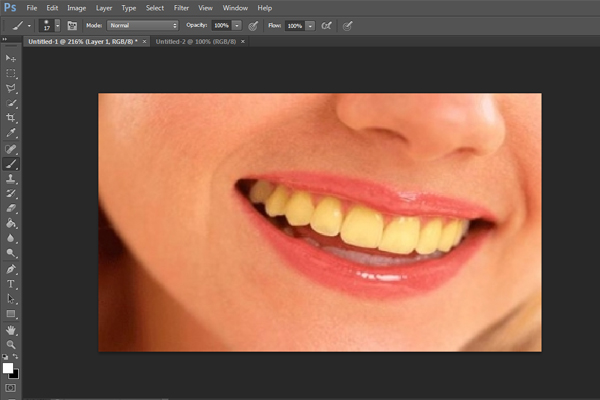 Ps File Edit Image Layer Type Select Filter View Window Help
17 Mode: Normal Opacity: 100% Flow: 100%
Untitled-1 @ 216% (Layer 1, RGB/8) * × Untitled-2 @ 100% (RGB/8) ×
T